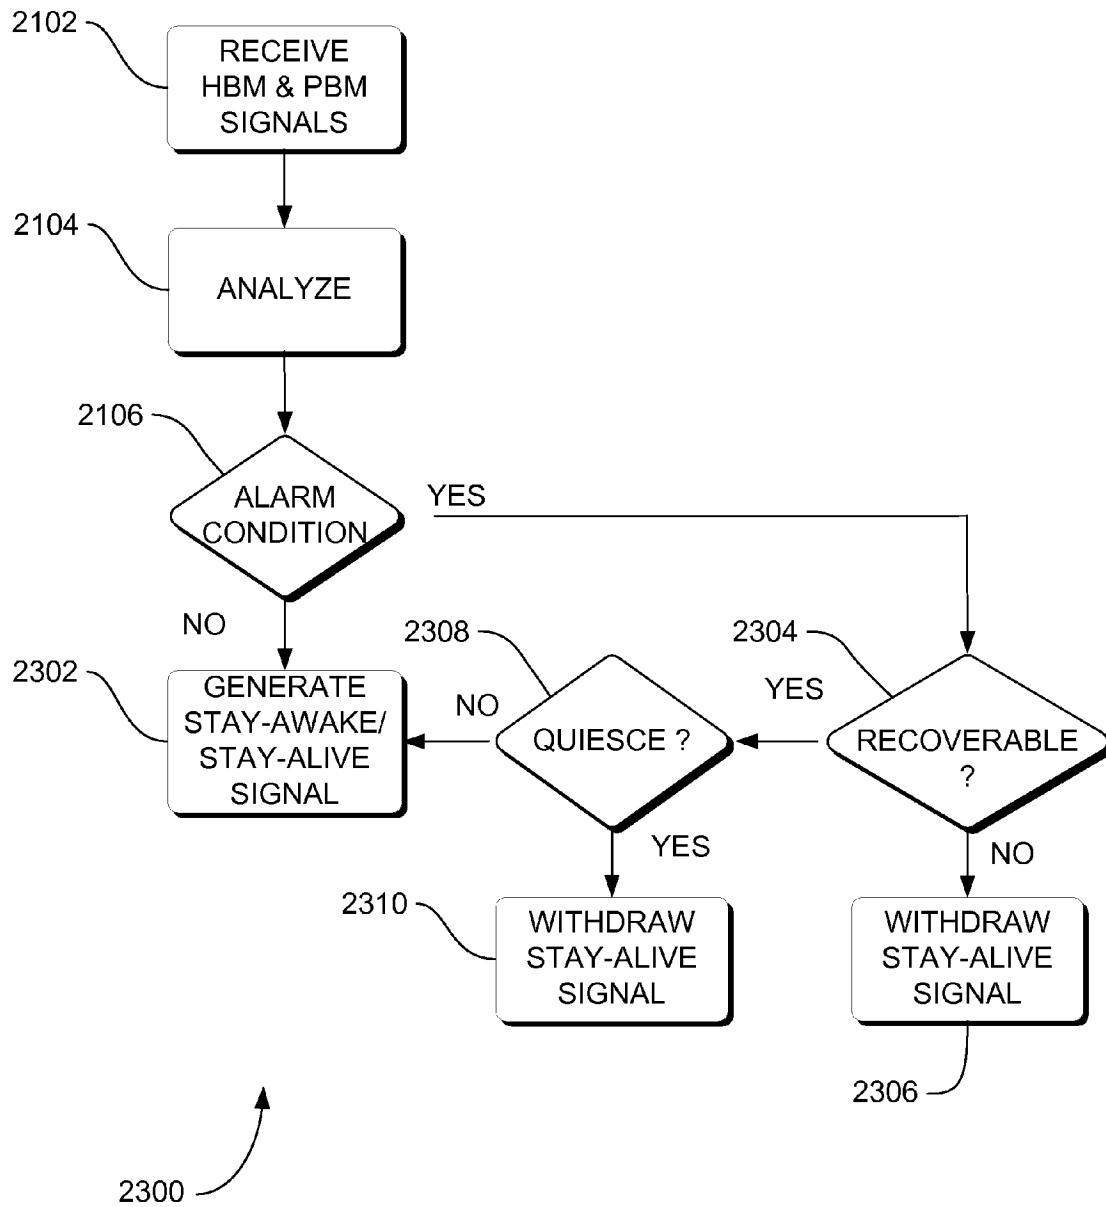 2102
RECEIVE
HBM & PBM
SIGNALS
2104
ANALYZE
2106
ALARM
CONDITION
YES
NO
2302
GENERATE
STAY-AWAKE/
STAY-ALIVE
SIGNAL
2308
NO
QUIESCE ?
YES
2304
YES
RECOVERABLE
?
NO
2310
WITHDRAW
STAY-ALIVE
SIGNAL
WITHDRAW
STAY-ALIVE
SIGNAL
2306
2300